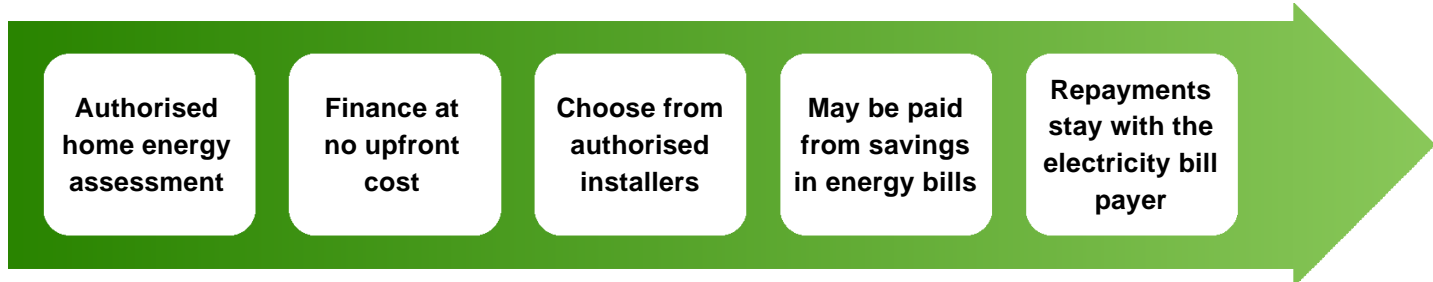 Authorised
home energy
assessment
Finance at
no upfront
cost
Choose from
authorised
installers
May be paid
from savings
in energy bills
Repayments
stay with the
electricity bill
payer